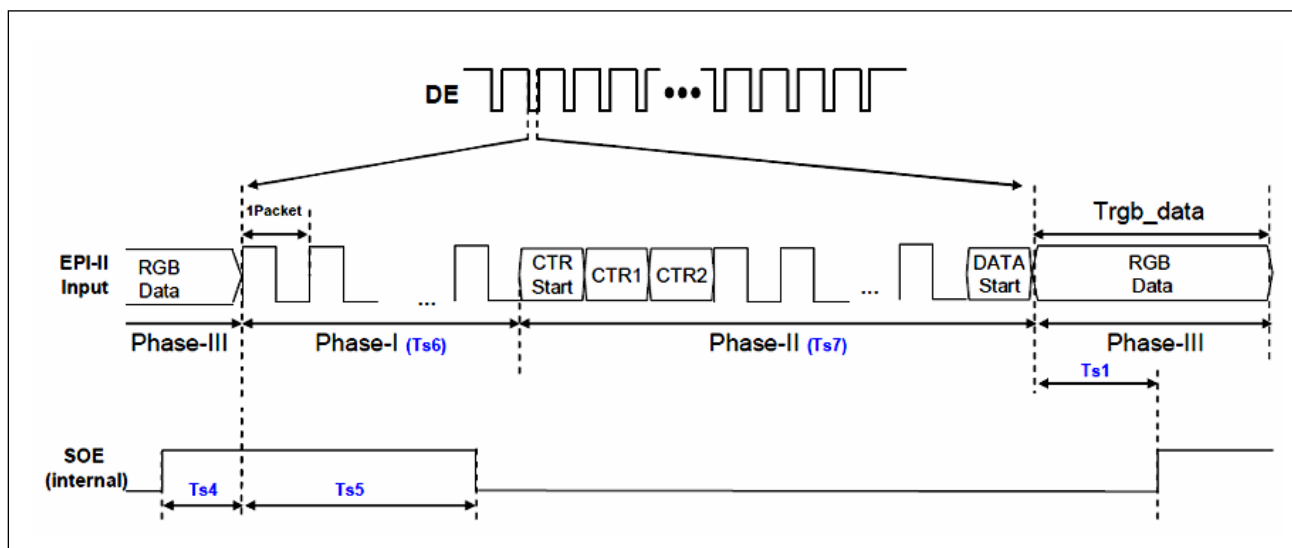 DE
1Packet
Trgb_data
EPI-II
Input
RGB
Data
...
CTR
Start
CTR1
CTR2
...
DATA
Start
RGB
Data
Phase-III
Phase-I (Ts6)
Phase-II (Ts7)
Phase-III
Ts1
SOE
(internal)
Ts4
Ts5